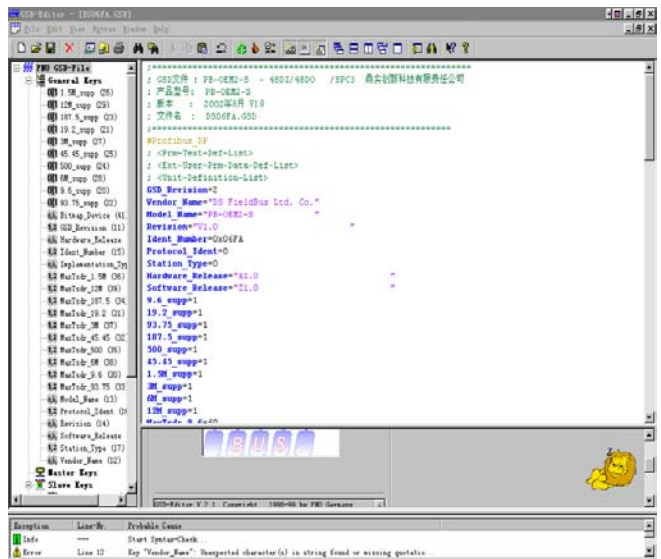 GSD-Editor - [DS06FA.GSD]
File Edit View Window Help
PNO GSD-File
General Keys
1.5M_supp (26)
12M_supp (29)
187.5_supp (23)
19.2_supp (21)
3M_supp (27)
45.45_supp (25)
500_supp (24)
6M_supp (28)
9.6_supp (20)
93.75_supp (22)
Bitmap_Device (41
GSD_Revision (11)
Hardware_Release
Ident_Number (15)
Implementation_Typ
MaxTsdr_1.5M (36)
MaxTsdr_12M (39)
MaxTsdr_187.5 (34
MaxTsdr_19.2 (31)
MaxTsdr_3M (37)
MaxTsdr_45.45 (32
MaxTsdr_500 (35)
MaxTsdr_6M (38)
MaxTsdr_9.6 (30)
MaxTsdr_93.75 (33
Model_Name (13)
Protocol_Ident (1
Revision (14)
Software_Release
Station_Type (17)
Vendor_Name (12)
Master Keys
Slave Keys
;=====================================================
; GSD文件 : PB-OEM2-S - 48DI/48DO /SPC3 鼎实创新科技有限责任公司
; 产品型号: PB-OEM2-S
; 版本 : 2002年8月 V1.0
; 文件名 : DS06FA.GSD
;=====================================================
#Profibus_DP
; <Prm-Text-Def-List>
; <Ext-User-Prm-Data-Def-List>
; <Unit-Definition-List>
GSD_Revision=2
Vendor_Name="DS FieldBus Ltd. Co."
Model_Name="PB-OEM2-S "
Revision="V1.0 "
Ident_Number=0x06FA
Protocol_Ident=0
Station_Type=0
Hardware_Release="A1.0 "
Software_Release="Z1.0 "
9.6_supp=1
19.2_supp=1
93.75_supp=1
187.5_supp=1
500_supp=1
45.45_supp=1
1.5M_supp=1
3M_supp=1
6M_supp=1
12M_supp=1
MaxTsdr_9.6=60
BUS
GSD-Editor V 2.1 Copyright 1998-99 by PNO Germany
Exception Line-Nr. Probable Cause
Info --- Start Syntax-Check...
Error Line 12 Key "Vendor_Name": Unexpected character(s) in string found or missing quotatio...